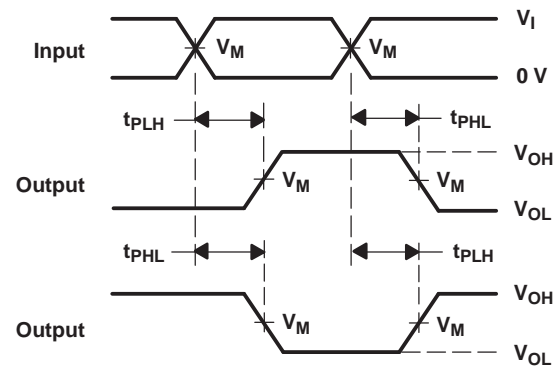 V_I
Input V_M V_M
0 V
t_PLH t_PHL
V_OH
Output V_M V_M
V_OL
t_PHL t_PLH
V_OH
Output V_M V_M
V_OL